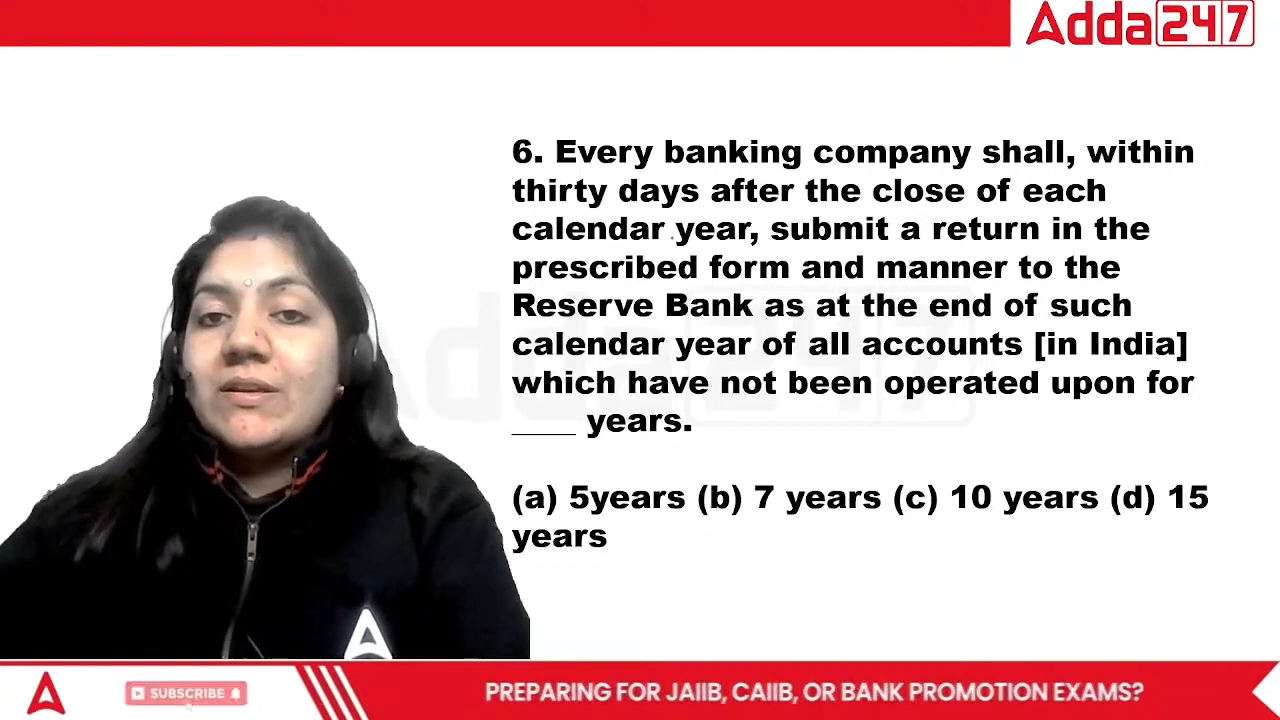 Adda247
6. Every banking company shall, within
thirty days after the close of each
calendar year, submit a return in the
prescribed form and manner to the
Reserve Bank as at the end of such
calendar year of all accounts [in India]
which have not been operated upon for
____ years.
(a) 5years (b) 7 years (c) 10 years (d) 15
years
Adda247
SUBSCRIBE
PREPARING FOR JAIIB, CAIIB, OR BANK PROMOTION EXAMS?